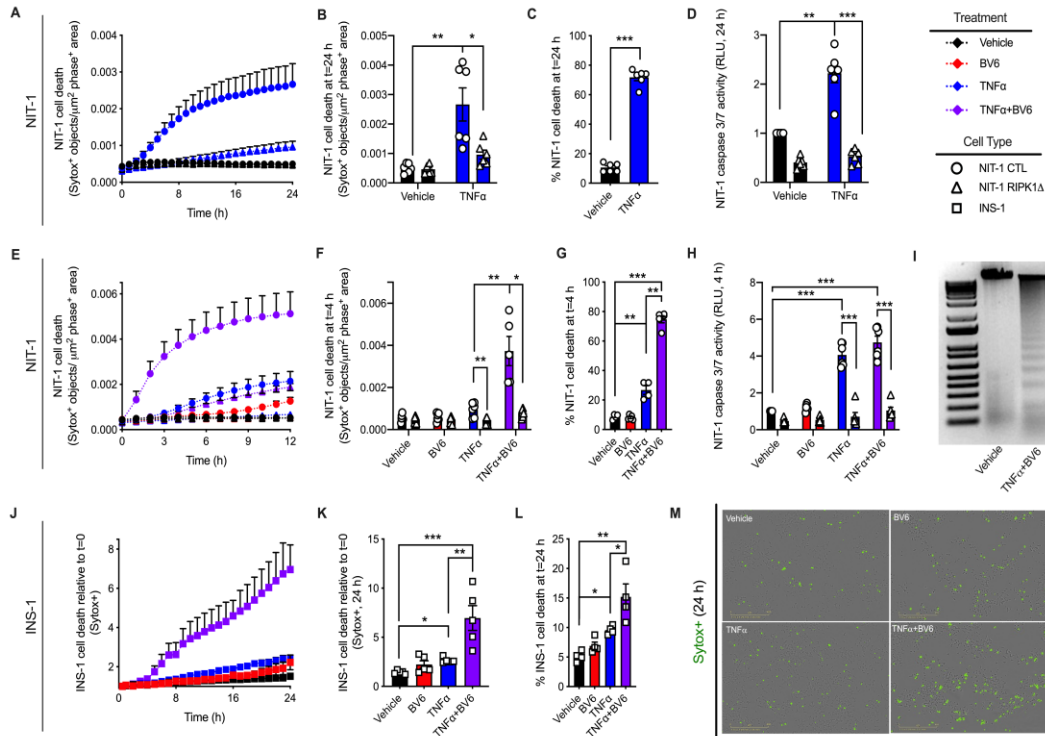 A
NIT-1
NIT-1 cell death
(Sytox⁺ objects/μm² phase⁺ area)
0.004
0.003
0.002
0.001
0.000
0
8
16
24
Time (h)
B
NIT-1 cell death at t=24 h
(Sytox⁺ objects/μm² phase⁺ area)
0.005
0.004
0.003
0.002
0.001
0.000
**
*
Vehicle
TNFα
C
% NIT-1 cell death at t=24 h
100
80
60
40
20
0
***
Vehicle
TNFα
D
NIT-1 caspase 3/7 activity (RLU, 24 h)
3
2
1
0
**
***
Vehicle
TNFα
Treatment
Vehicle
BV6
TNFα
TNFα+BV6
Cell Type
NIT-1 CTL
NIT-1 RIPK1Δ
INS-1
E
NIT-1
NIT-1 cell death
(Sytox⁺ objects/μm² phase⁺ area)
0.006
0.004
0.002
0.000
0
3
6
9
12
Time (h)
F
NIT-1 cell death at t=4 h
(Sytox⁺ objects/μm² phase⁺ area)
0.006
0.004
0.002
0.000
**
**
*
Vehicle
BV6
TNFα
TNFα+BV6
G
% NIT-1 cell death at t=4 h
100
80
60
40
20
0
***
**
**
Vehicle
BV6
TNFα
TNFα+BV6
H
NIT-1 caspase 3/7 activity (RLU, 4 h)
8
6
4
2
0
***
***
***
***
Vehicle
BV6
TNFα
TNFα+BV6
I
Vehicle
TNFα+BV6
J
INS-1
INS-1 cell death relative to t=0
(Sytox+)
8
6
4
2
0
8
16
24
Time (h)
K
INS-1 cell death relative to t=0
(Sytox+, 24 h)
15
10
5
0
***
**
*
Vehicle
BV6
TNFα
TNFα+BV6
L
% INS-1 cell death at t=24 h
25
20
15
10
5
0
**
*
*
Vehicle
BV6
TNFα
TNFα+BV6
M
Sytox+ (24 h)
Vehicle
BV6
TNFα
TNFα+BV6